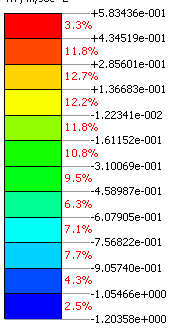 +5.83436e-001
3.3%
+4.34519e-001
11.8%
+2.85601e-001
12.7%
+1.36683e-001
12.2%
-1.22341e-002
11.8%
-1.61152e-001
10.8%
-3.10069e-001
9.5%
-4.58987e-001
6.3%
-6.07905e-001
7.1%
-7.56822e-001
7.7%
-9.05740e-001
4.3%
-1.05466e+000
2.5%
-1.20358e+000